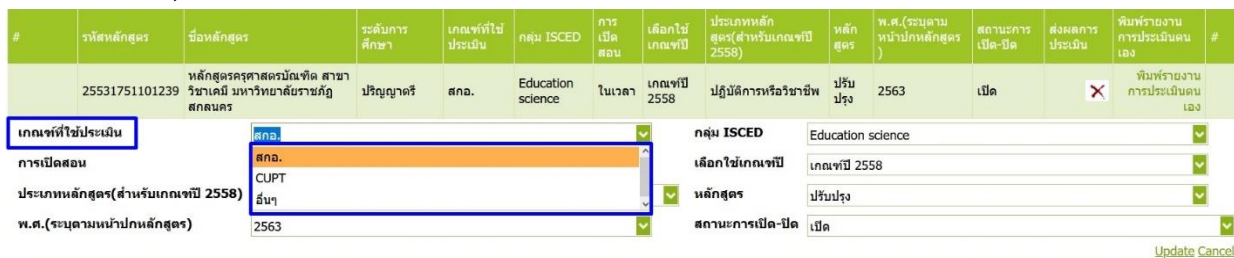 # รหัสหลักสูตร ชื่อหลักสูตร ระดับการศึกษา เกณฑ์ที่ใช้ประเมิน กลุ่ม ISCED การเปิดสอน เลือกใช้เกณฑ์ปี ประเภทหลักสูตร(สำหรับเกณฑ์ปี 2558) หลักสูตร พ.ศ.(ระบุตามหน้าปกหลักสูตร) สถานะการเปิด-ปิด ส่งผลการประเมิน พิมพ์รายงานการประเมินตนเอง #
25531751101239 หลักสูตรครุศาสตรบัณฑิต สาขาวิชาเคมี มหาวิทาลัยราชภัฏสกลนคร ปริญญาตรี สกอ. Education science ในเวลา เกณฑ์ปี 2558 ปฏิบัติการหรือวิชาชีพ ปรับปรุง 2563 เปิด พิมพ์รายงานการประเมินตนเอง
เกณฑ์ที่ใช้ประเมิน สกอ. กลุ่ม ISCED Education science
การเปิดสอน สกอ. เลือกใช้เกณฑ์ปี เกณฑ์ปี 2558
CUPT
ประเภทหลักสูตร(สำหรับเกณฑ์ปี 2558) อื่นๆ หลักสูตร ปรับปรุง
พ.ศ.(ระบุตามหน้าปกหลักสูตร) 2563 สถานะการเปิด-ปิด เปิด
Update Cancel